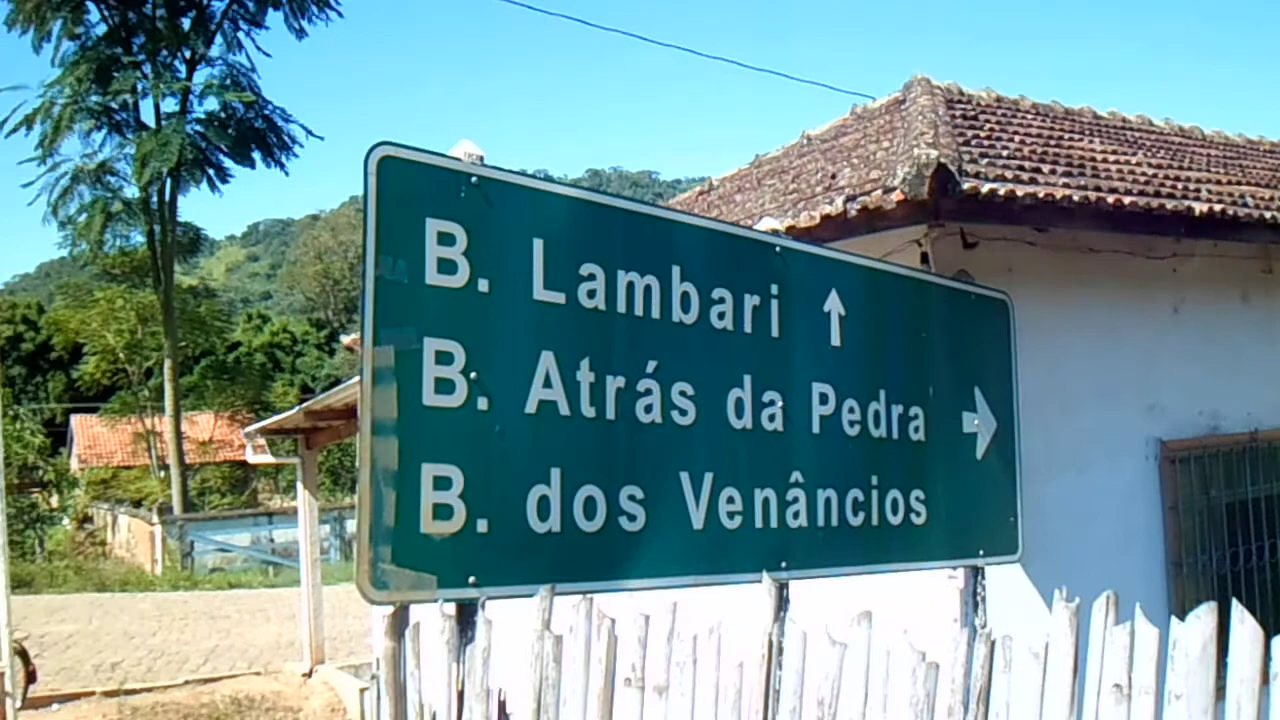 B. Lambari ↑
B. Atrás da Pedra →
B. dos Venâncios